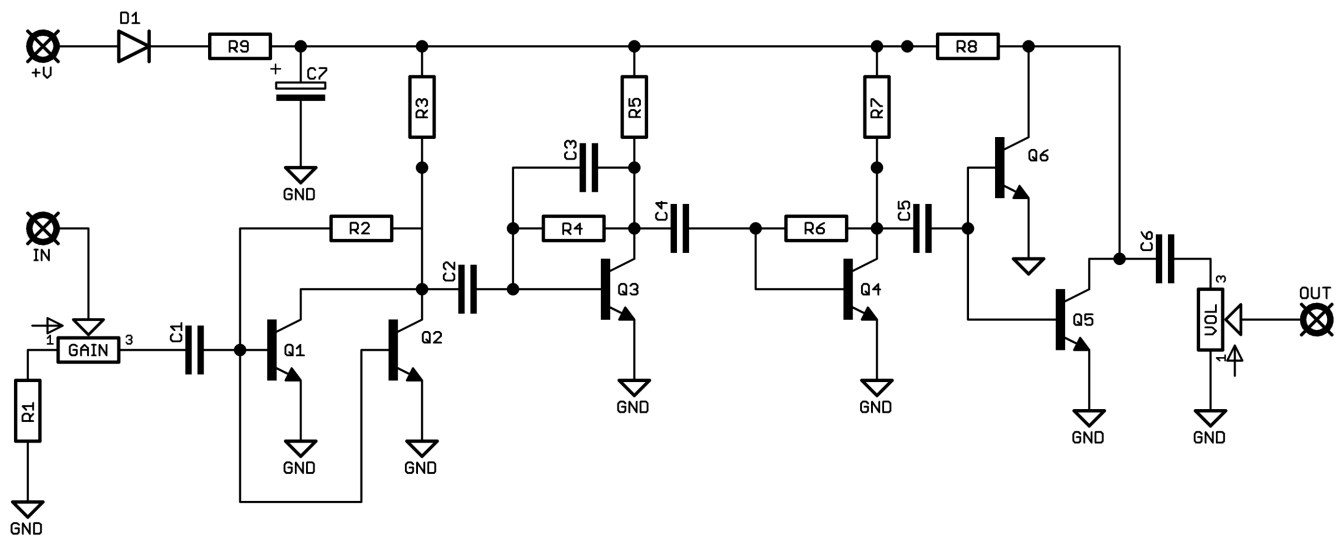 D1
R9
R8
+V
+
C7
R3
R5
R7
C3
Q6
GND
IN
R2
R4
C4
R6
C5
C6
C2
Q3
Q4
Q5
3
OUT
VOL
1
1
GAIN
3
C1
Q1
Q2
R1
GND
GND
GND
GND
GND
GND
GND